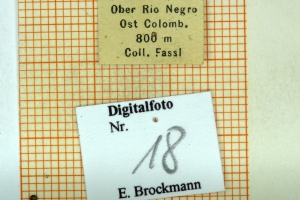 Ober Rio Negro
Ost Colomb.
800 m
Coll. Fassl
Digitalfoto
Nr.
18
E. Brockmann